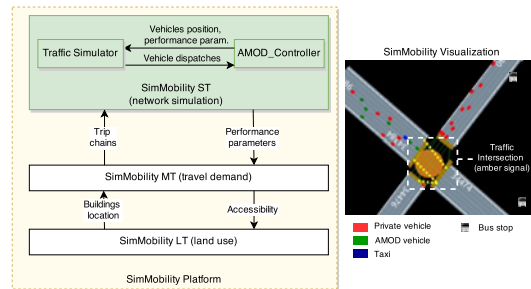 Vehicles position,
performance param.
Traffic Simulator
AMOD_Controller
Vehicle dispatches
SimMobility ST
(network simulation)
Trip
chains
Performance
parameters
SimMobility MT (travel demand)
Buildings
location
Accessibility
SimMobility LT (land use)
SimMobility Platform
SimMobility Visualization
Traffic
Intersection
(amber signal)
Private vehicle
AMOD vehicle
Taxi
Bus stop